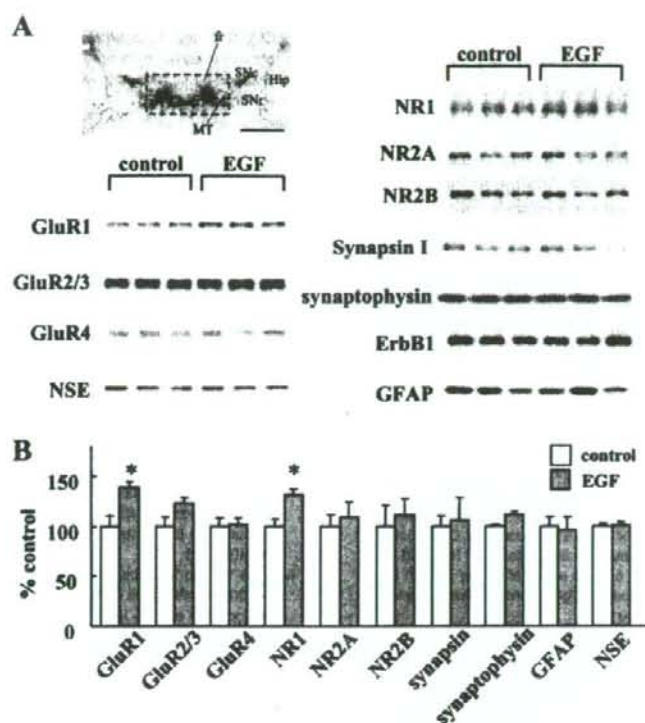 A
fr
SNc
Hip
SNr
MT
control EGF
GluR1
GluR2/3
GluR4
NSE
control EGF
NR1
NR2A
NR2B
Synapsin I
synaptophysin
ErbB1
GFAP
B
* *
control
EGF
% control
150
100
50
0
GluR1 GluR2/3 GluR4 NR1 NR2A NR2B synapsin synaptophysin GFAP NSE